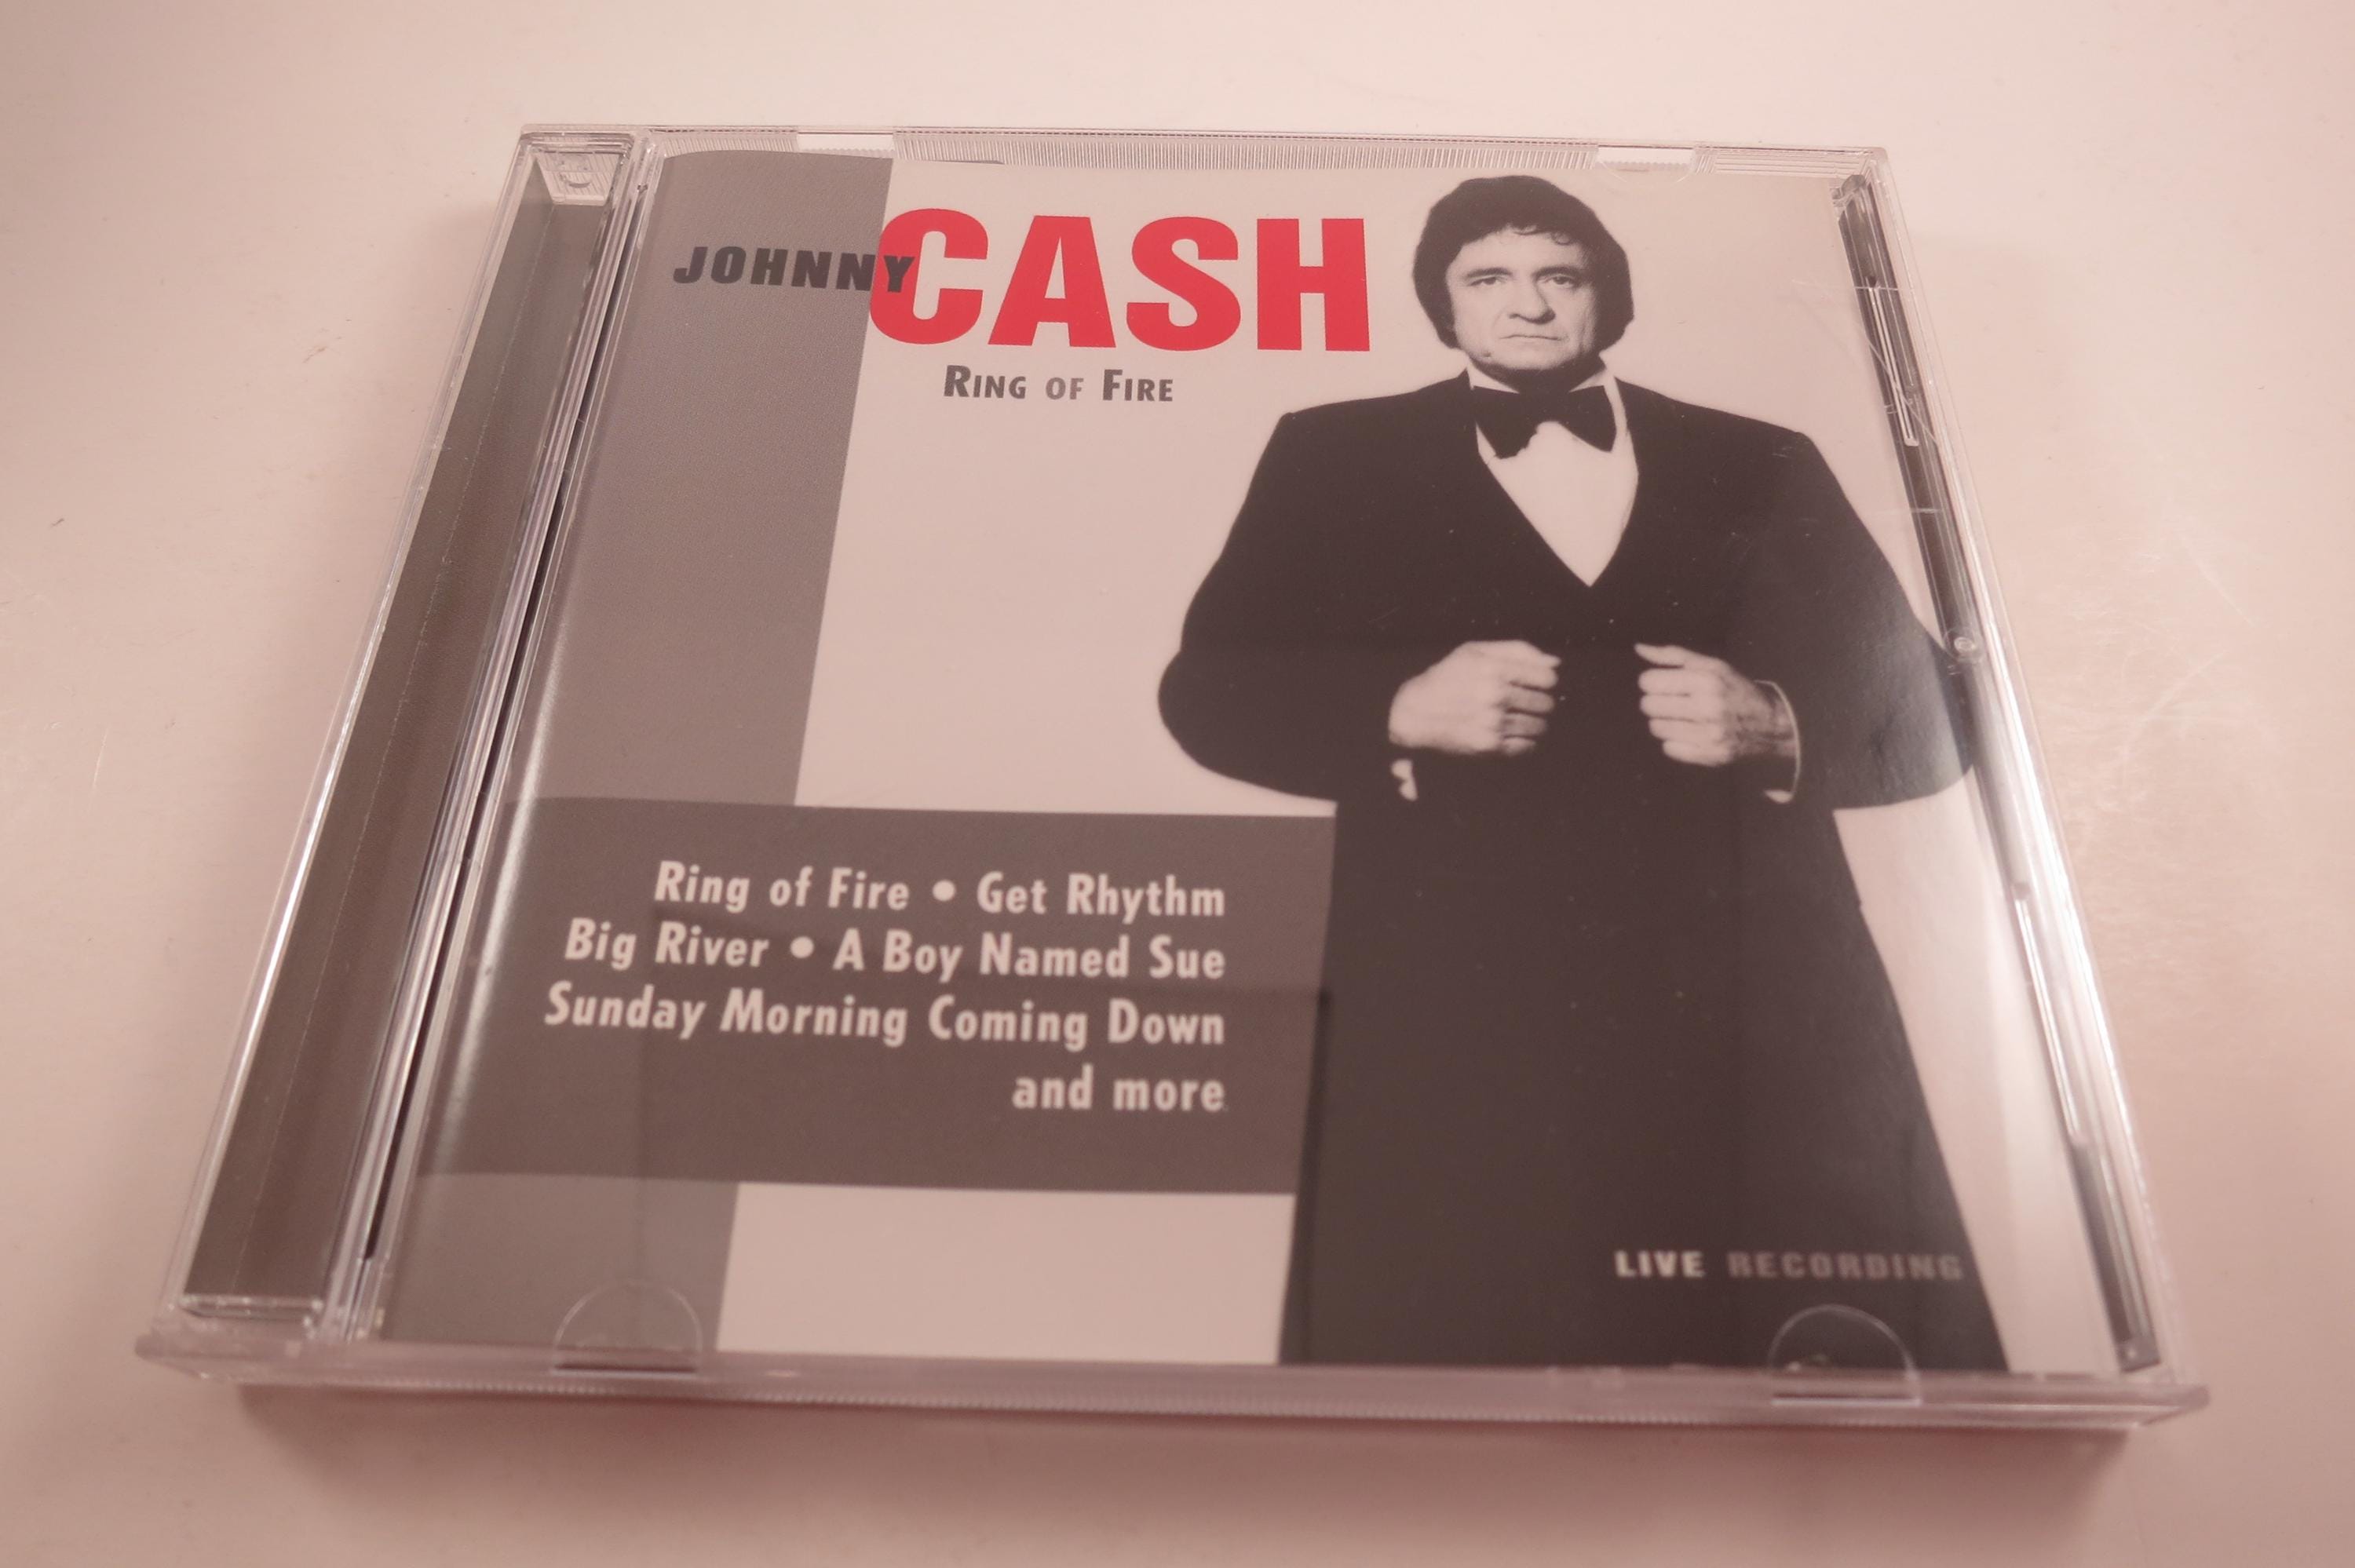 JOHNNY CASH
RING OF FIRE
Ring of Fire • Get Rhythm
Big River • A Boy Named Sue
Sunday Morning Coming Down
and more
LIVE RECORDING